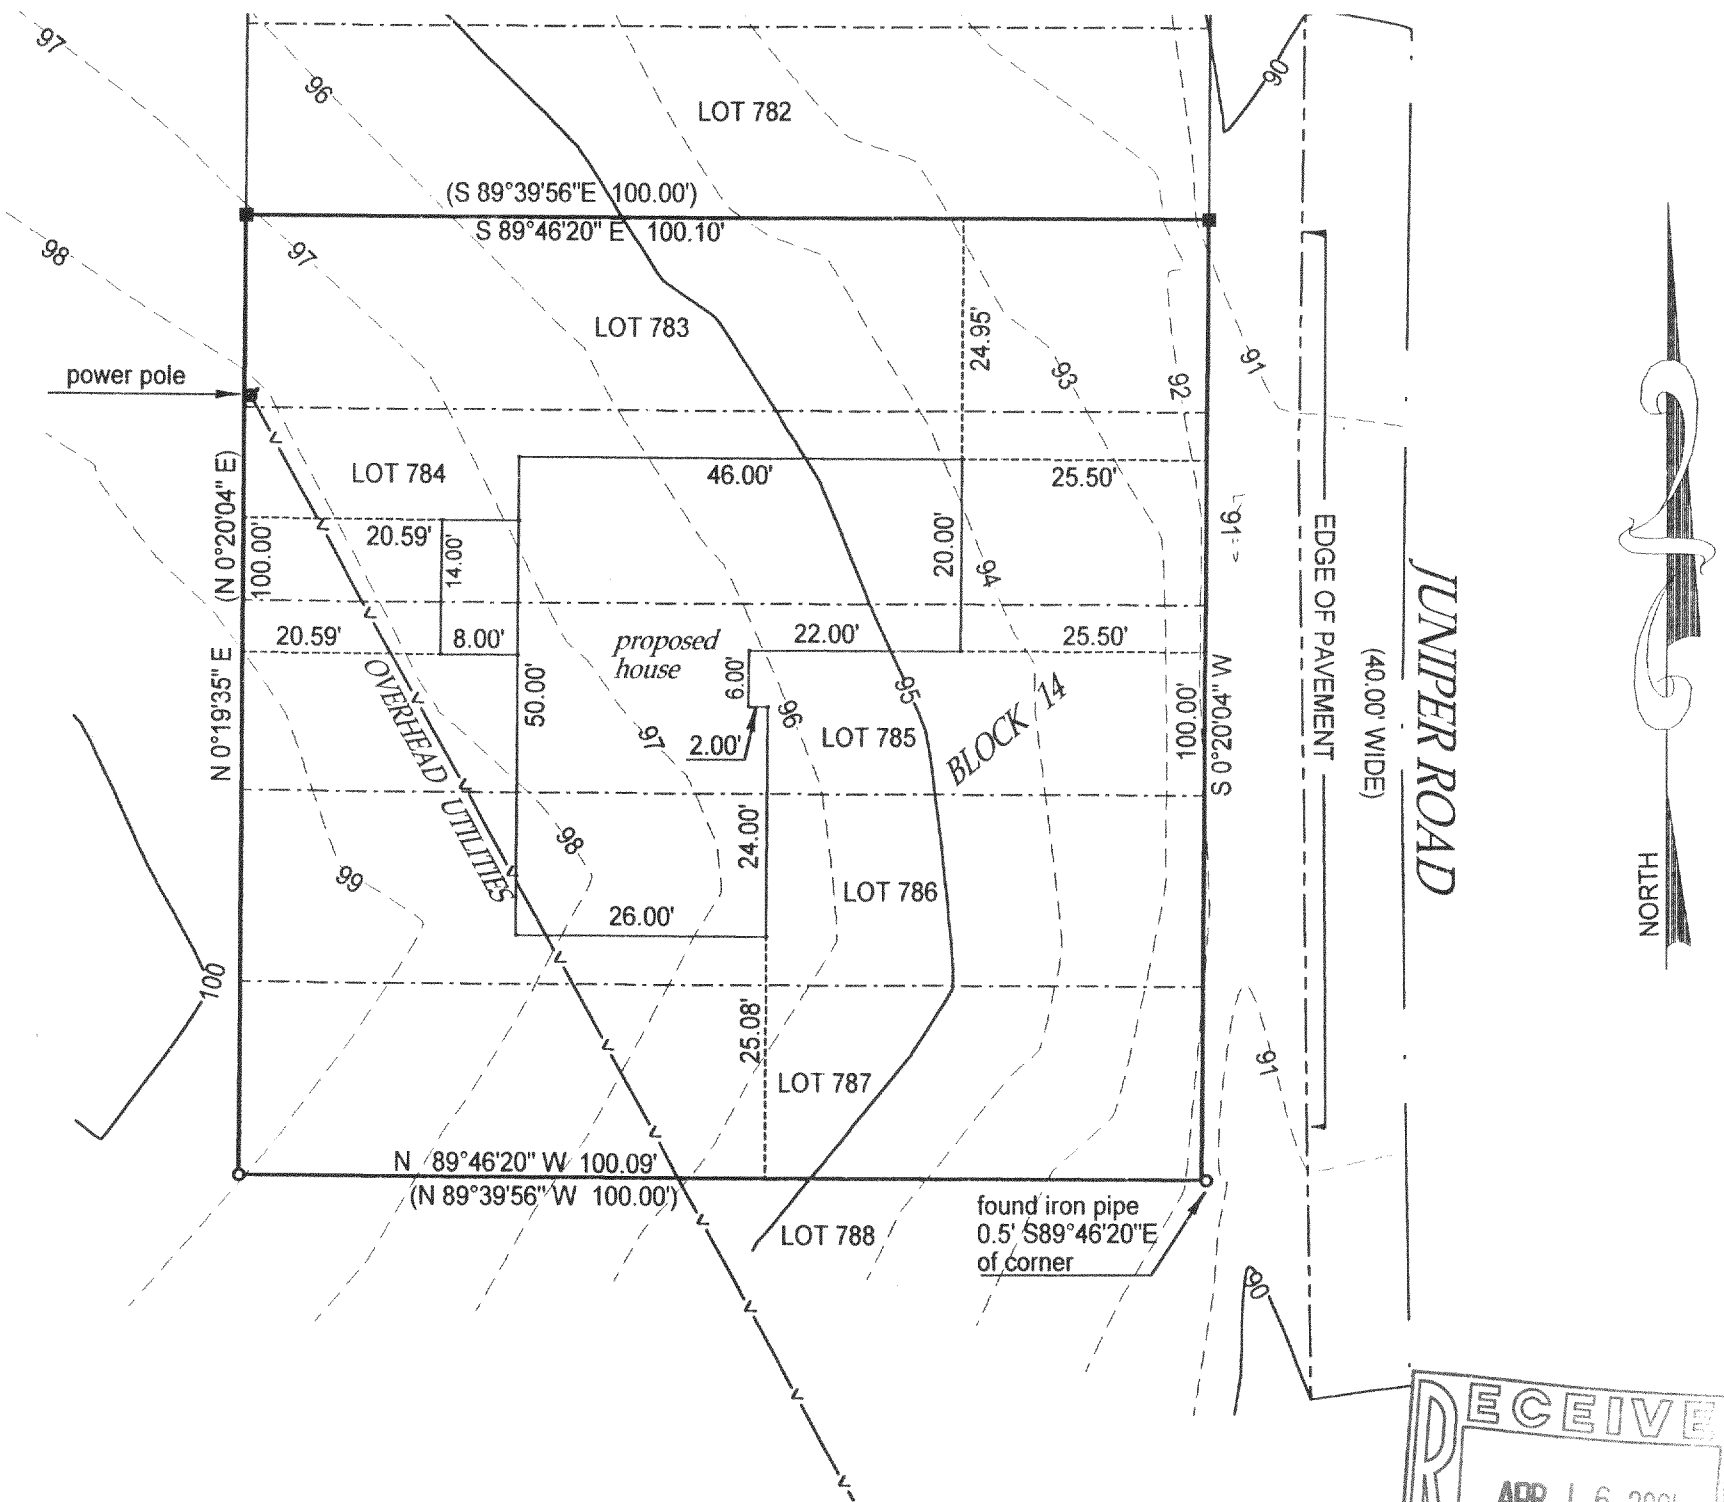 97
96
90
LOT 782
(S 89°39'56"E 100.00')
S 89°46'20" E 100.10'
98
97
LOT 783
24.95'
93
92
91
power pole
LOT 784
46.00'
25.50'
(N 0°20'04" E)
100.00'
N 0°19'35" E
20.59'
14.00'
20.00'
94
91
EDGE OF PAVEMENT
JUNIPER ROAD
(40.00' WIDE)
20.59'
8.00'
proposed
house
22.00'
25.50'
6.00'
50.00'
OVERHEAD UTILITIES
97
2.00'
96
95
LOT 785
BLOCK 14
100.00'
S 0°20'04" W
98
99
24.00'
LOT 786
26.00'
NORTH
100
25.08'
LOT 787
91
N 89°46'20" W 100.09'
(N 89°39'56" W 100.00')
LOT 788
found iron pipe
0.5' S89°46'20"E
of corner
90
RECEIVE
APR 16